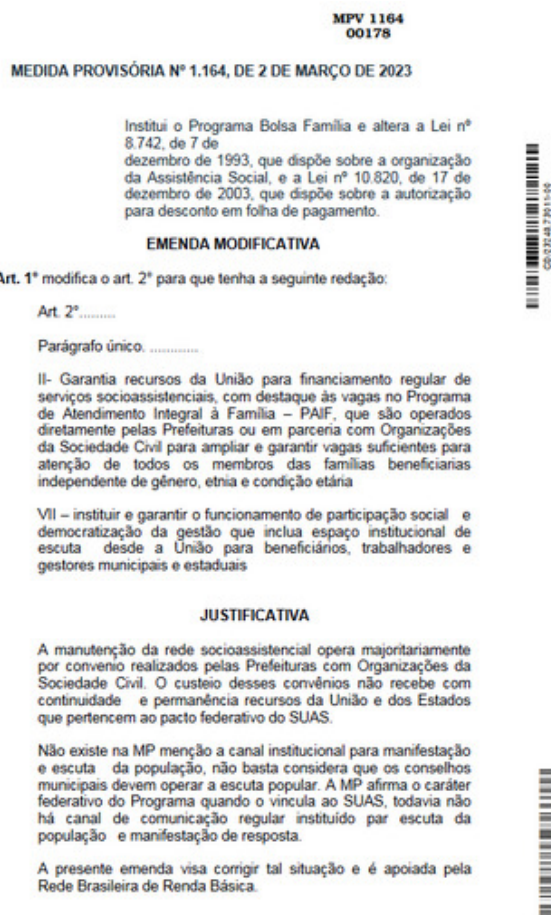 MPV 1164
00178
MEDIDA PROVISÓRIA Nº 1.164, DE 2 DE MARÇO DE 2023
Institui o Programa Bolsa Família e altera a Lei nº
8.742, de 7 de
dezembro de 1993, que dispõe sobre a organização
da Assistência Social, e a Lei nº 10.820, de 17 de
dezembro de 2003, que dispõe sobre a autorização
para desconto em folha de pagamento.
EMENDA MODIFICATIVA
Art. 1° modifica o art. 2° para que tenha a seguinte redação:
Art. 2°.........
Parágrafo único. ............
II- Garantia recursos da União para financiamento regular de
serviços socioassistenciais, com destaque às vagas no Programa
de Atendimento Integral à Família – PAIF, que são operados
diretamente pelas Prefeituras ou em parceria com Organizações
da Sociedade Civil para ampliar e garantir vagas suficientes para
atenção de todos os membros das famílias beneficiarias
independente de gênero, etnia e condição etária
VII – instituir e garantir o funcionamento de participação social e
democratização da gestão que inclua espaço institucional de
escuta desde a União para beneficiários, trabalhadores e
gestores municipais e estaduais
JUSTIFICATIVA
A manutenção da rede socioassistencial opera majoritariamente
por convenio realizados pelas Prefeituras com Organizações da
Sociedade Civil. O custeio desses convênios não recebe com
continuidade e permanência recursos da União e dos Estados
que pertencem ao pacto federativo do SUAS.
Não existe na MP menção a canal institucional para manifestação
e escuta da população, não basta considera que os conselhos
municipais devem operar a escuta popular. A MP afirma o caráter
federativo do Programa quando o vincula ao SUAS, todavia não
há canal de comunicação regular instituído par escuta da
população e manifestação de resposta.
A presente emenda visa corrigir tal situação e é apoiada pela
Rede Brasileira de Renda Básica.